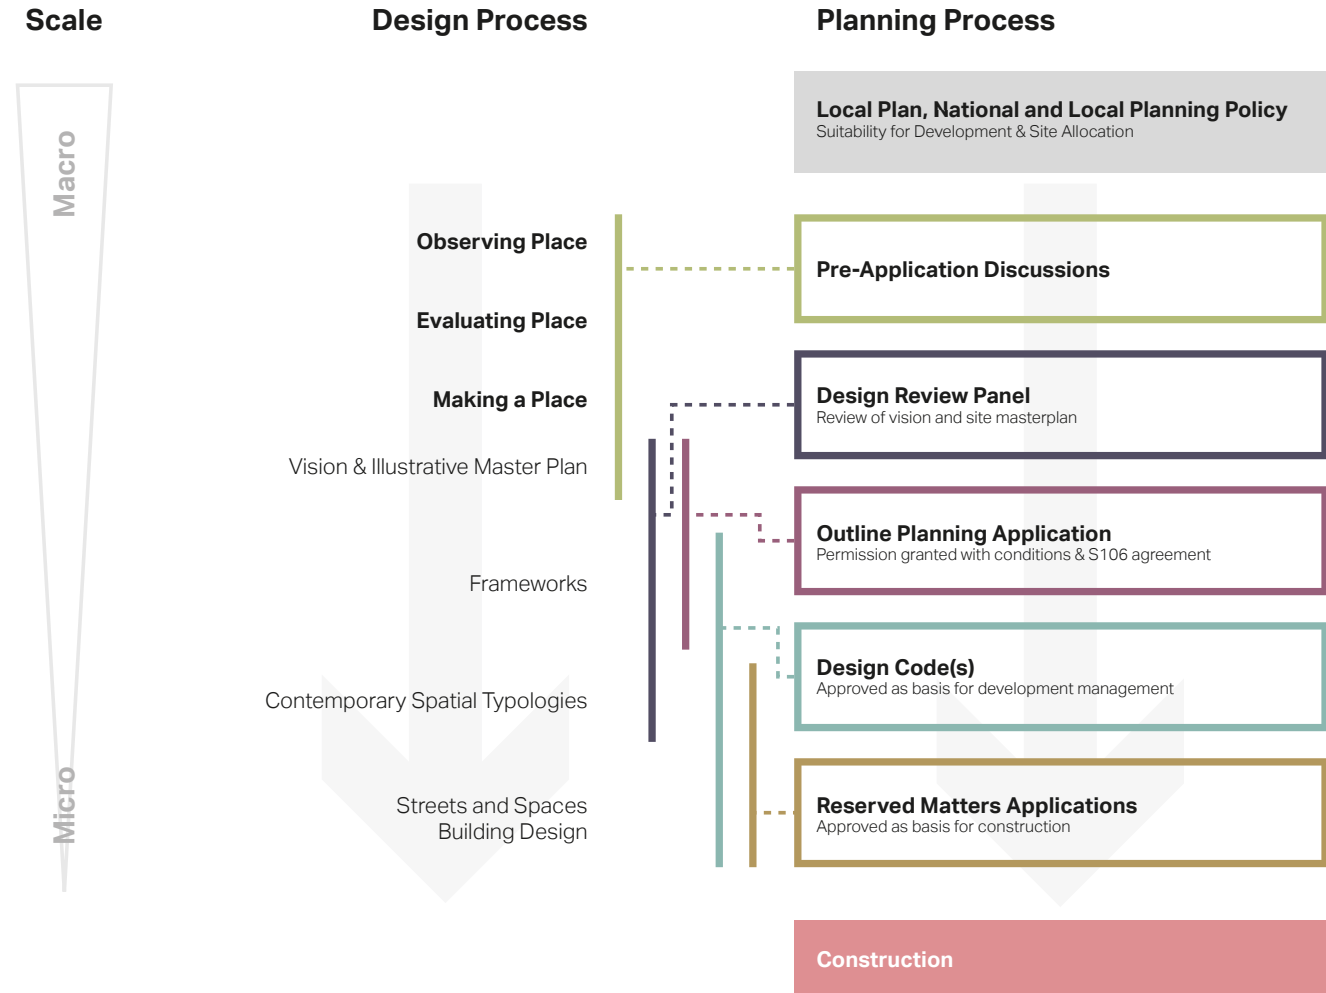 Scale
Design Process
Planning Process
Macro
Micro
Observing Place
Evaluating Place
Making a Place
Vision & Illustrative Master Plan
Frameworks
Contemporary Spatial Typologies
Streets and Spaces
Building Design
Local Plan, National and Local Planning Policy
Suitability for Development & Site Allocation
Pre-Application Discussions
Design Review Panel
Review of vision and site masterplan
Outline Planning Application
Permission granted with conditions & S106 agreement
Design Code(s)
Approved as basis for development management
Reserved Matters Applications
Approved as basis for construction
Construction